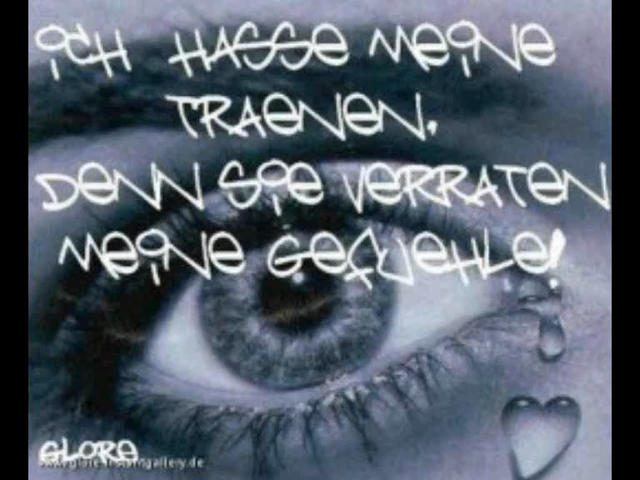 ich hasse meine
traenen,
denn sie verraten
meine gefuehle!
GLORE